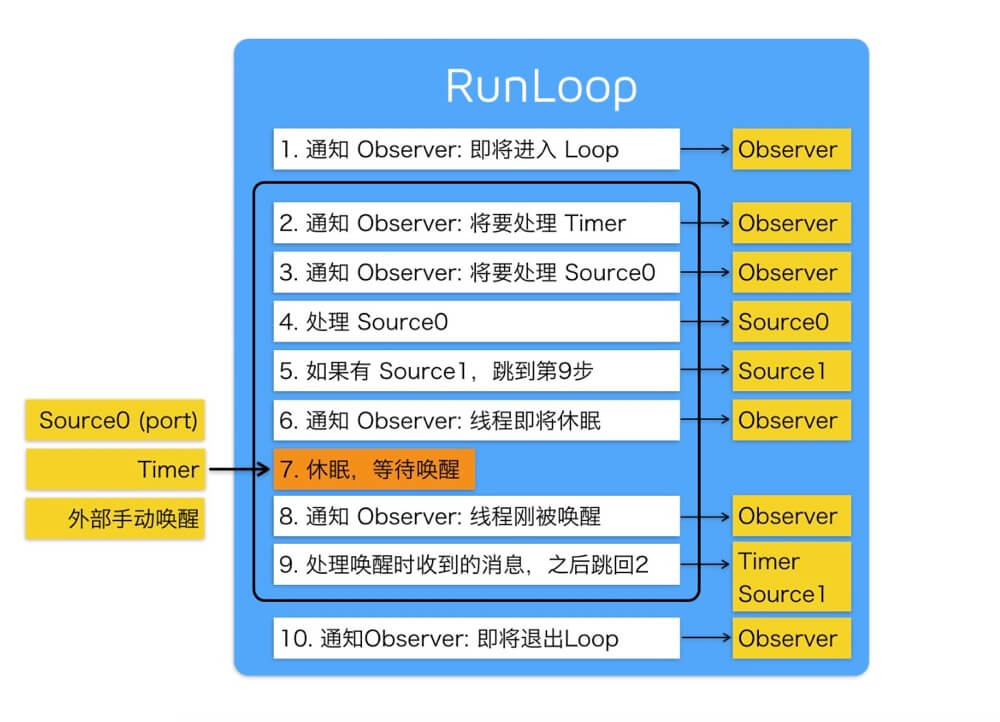 RunLoop
1. 通知 Observer: 即将进入 Loop
Observer
2. 通知 Observer: 将要处理 Timer
Observer
3. 通知 Observer: 将要处理 Source0
Observer
4. 处理 Source0
Source0
5. 如果有 Source1，跳到第9步
Source1
Source0 (port)
6. 通知 Observer: 线程即将休眠
Observer
Timer
7. 休眠，等待唤醒
外部手动唤醒
8. 通知 Observer: 线程刚被唤醒
Observer
9. 处理唤醒时收到的消息，之后跳回2
Timer
Source1
10. 通知Observer: 即将退出Loop
Observer